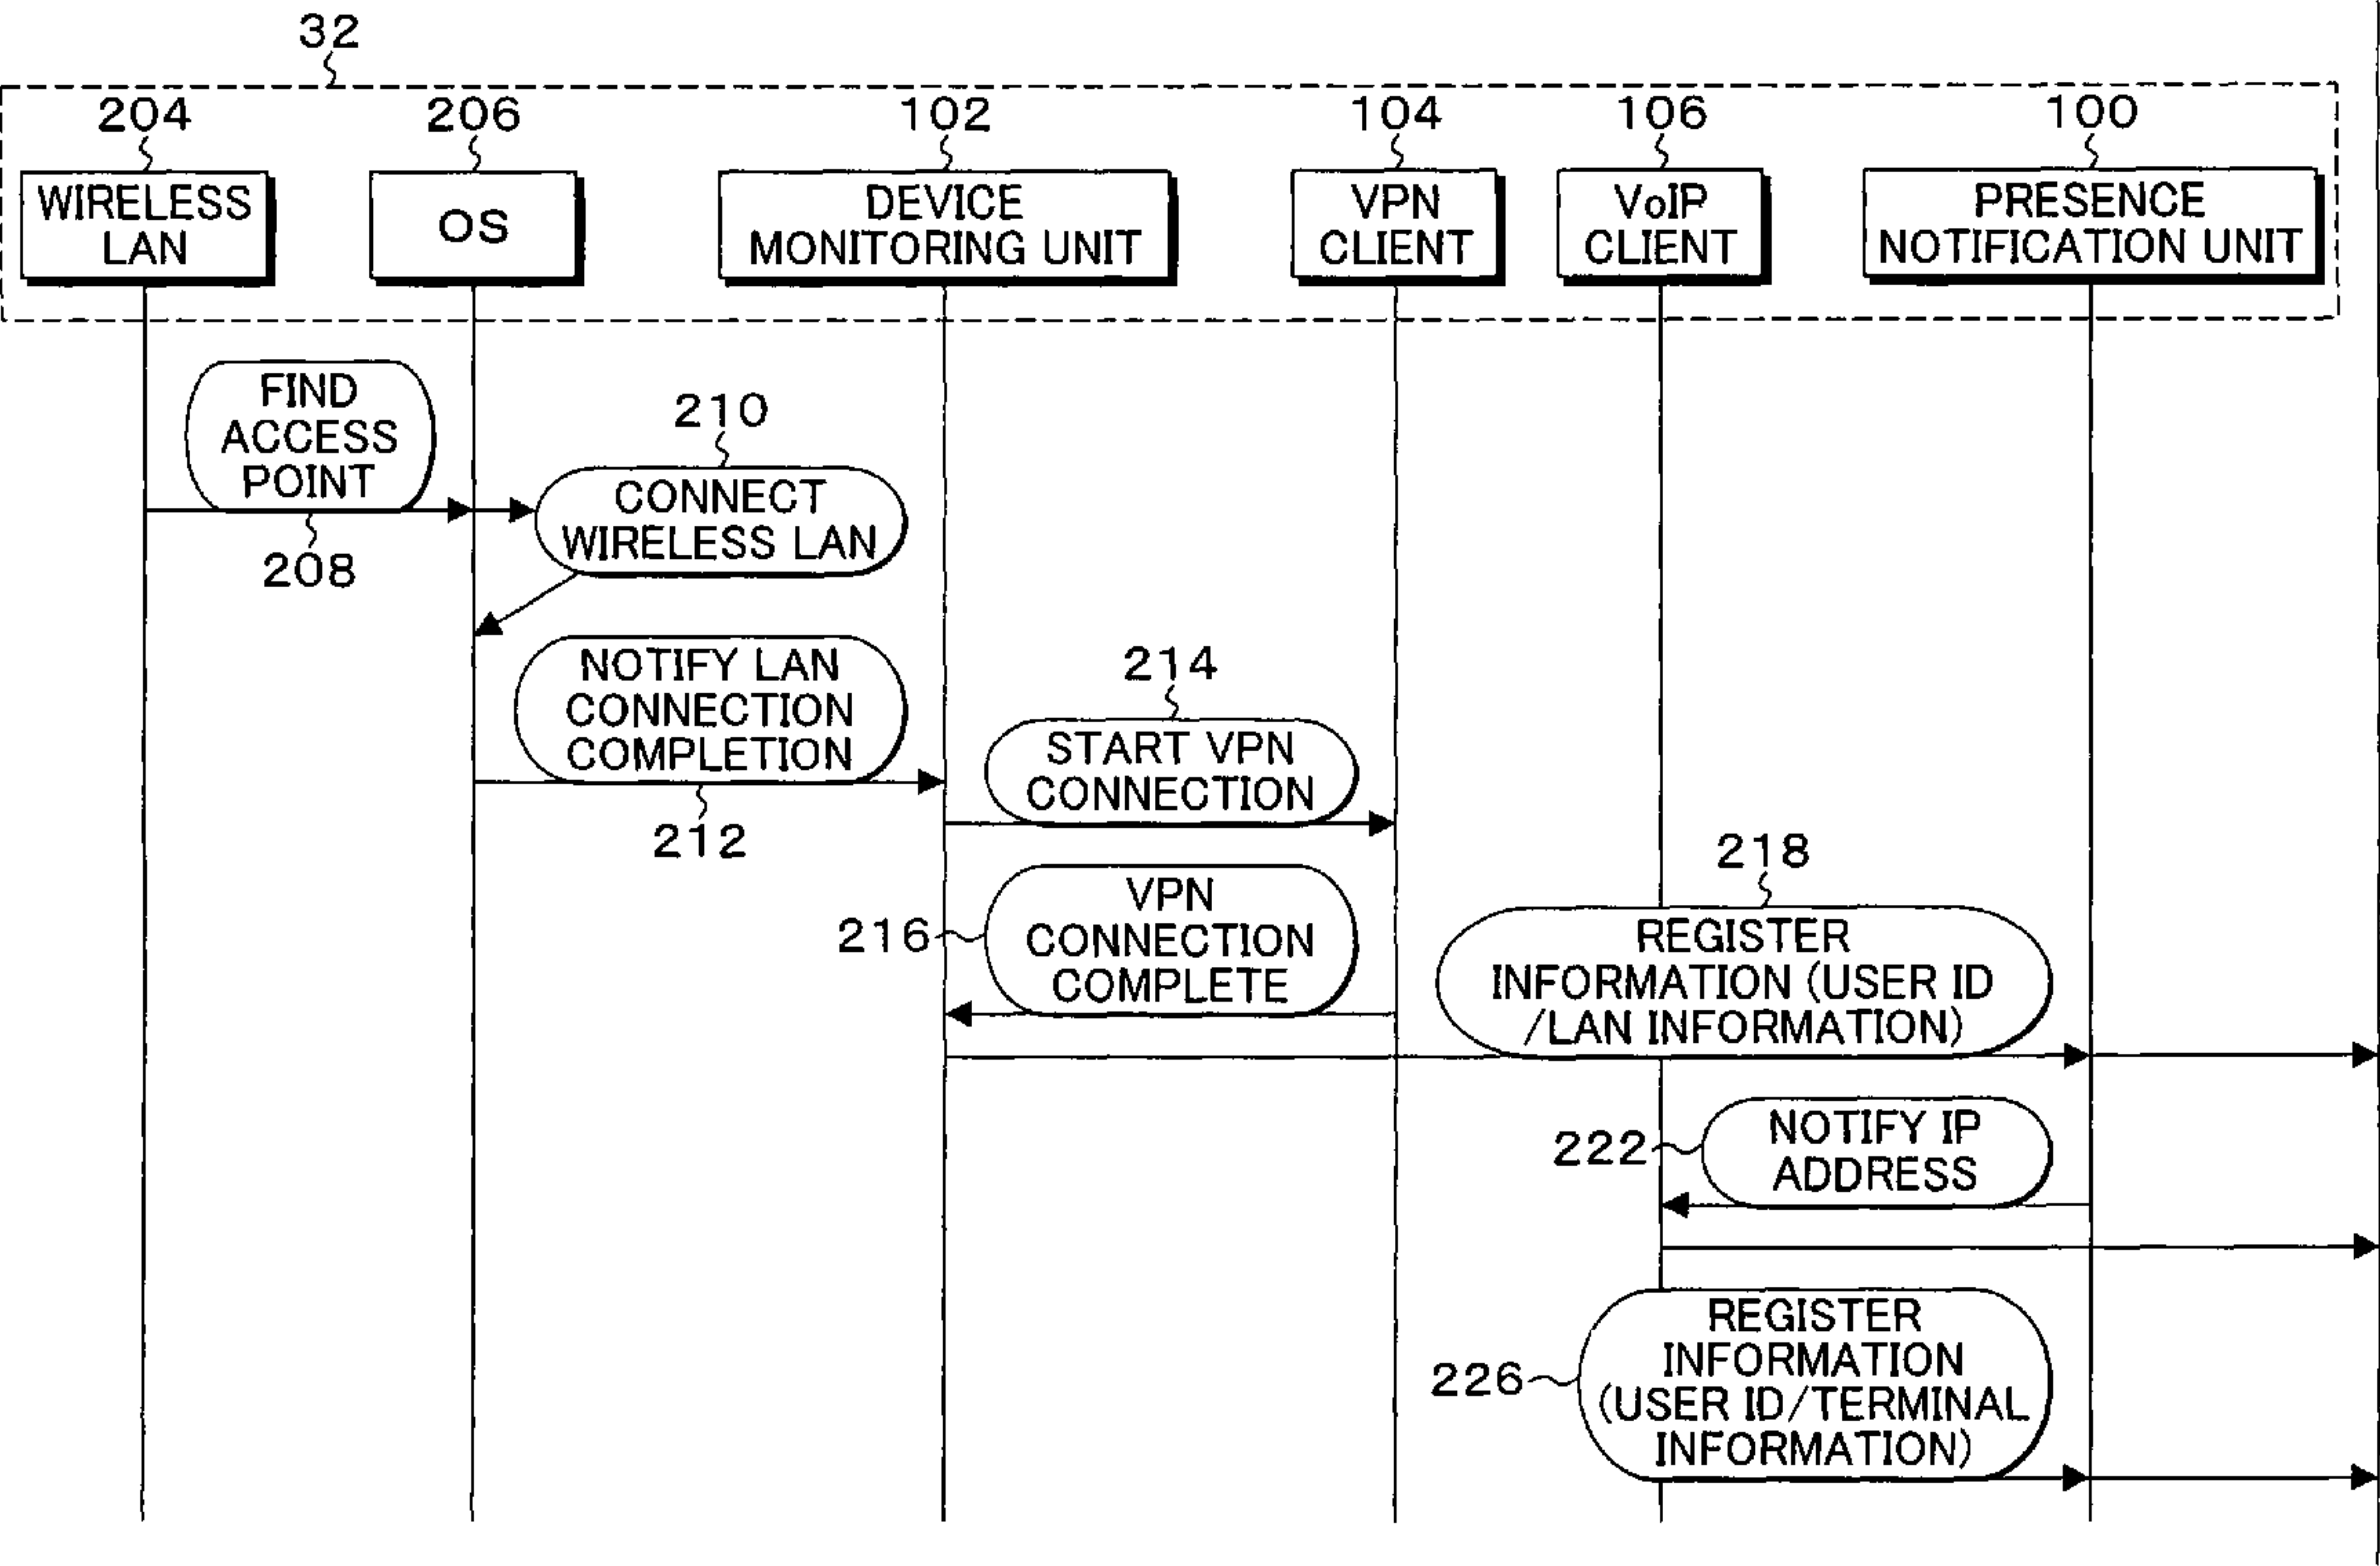 32
204
206
102
104
106
100
WIRELESS
LAN
OS
DEVICE
MONITORING UNIT
VPN
CLIENT
VoIP
CLIENT
PRESENCE
NOTIFICATION UNIT
FIND
ACCESS
POINT
208
210
CONNECT
WIRELESS LAN
NOTIFY LAN
CONNECTION
COMPLETION
212
214
START VPN
CONNECTION
216
VPN
CONNECTION
COMPLETE
218
REGISTER
INFORMATION (USER ID
/LAN INFORMATION)
222
NOTIFY IP
ADDRESS
226
REGISTER
INFORMATION
(USER ID/TERMINAL
INFORMATION)